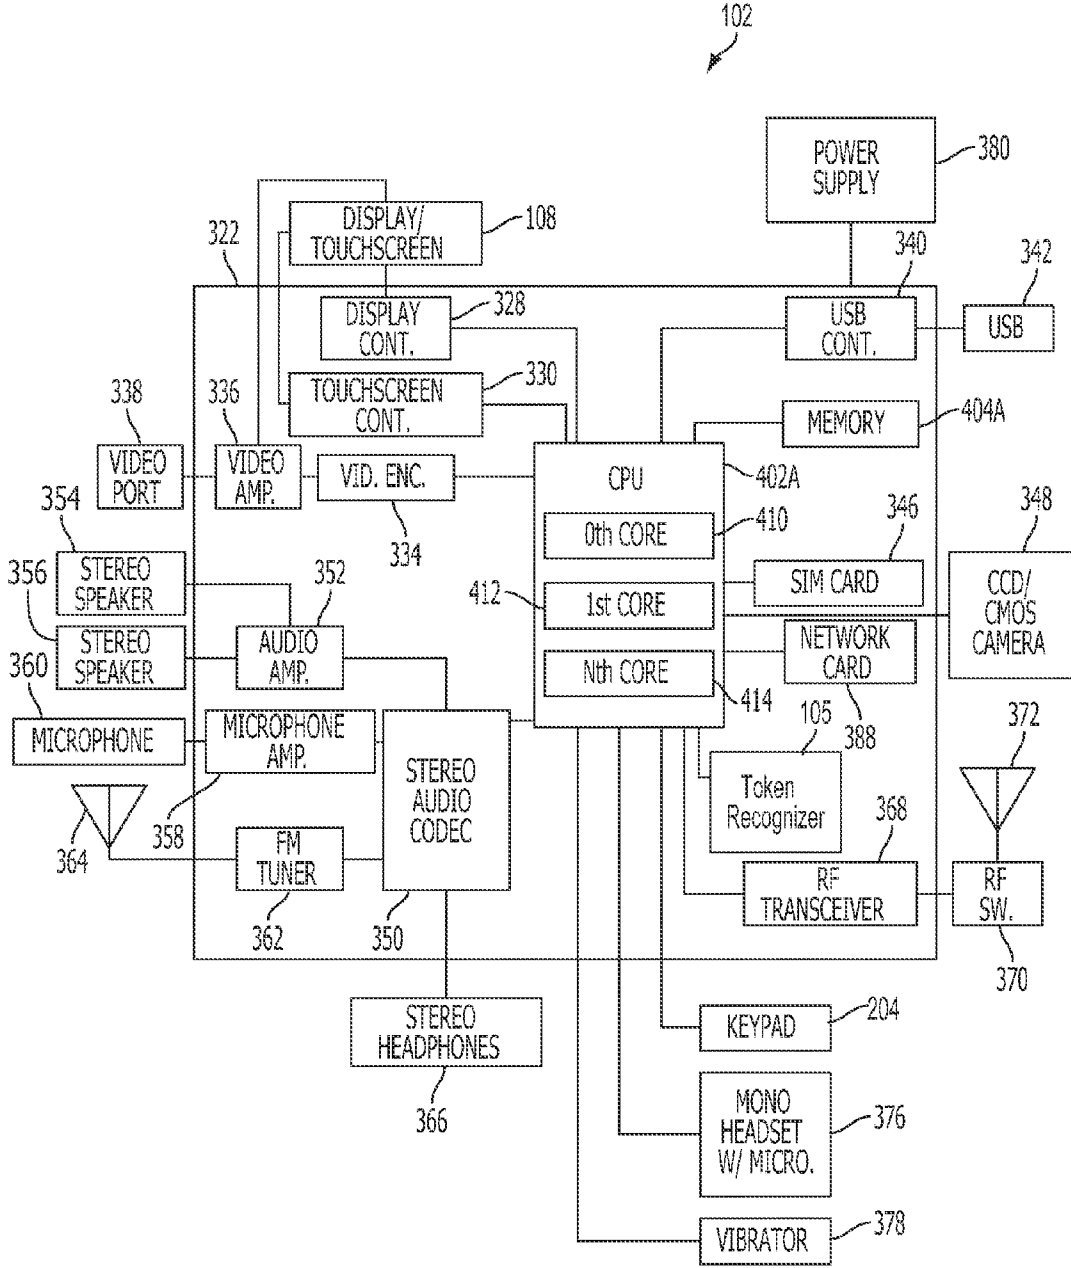 102
POWER
SUPPLY
380
DISPLAY/
TOUCHSCREEN
108
322
340
342
DISPLAY
CONT.
328
USB
CONT.
USB
TOUCHSCREEN
CONT.
330
338
336
MEMORY
404A
VIDEO
PORT
VIDEO
AMP.
VID. ENC.
334
CPU
402A
0th CORE
410
412
1st CORE
Nth CORE
414
346
348
SIM CARD
CCD/
CMOS
CAMERA
NETWORK
CARD
388
354
STEREO
SPEAKER
356
STEREO
SPEAKER
352
AUDIO
AMP.
360
MICROPHONE
MICROPHONE
AMP.
358
STEREO
AUDIO
CODEC
350
105
Token
Recognizer
372
364
FM
TUNER
362
368
RF
TRANSCEIVER
RF
SW.
370
STEREO
HEADPHONES
366
KEYPAD
204
MONO
HEADSET
W/ MICRO.
376
VIBRATOR
378